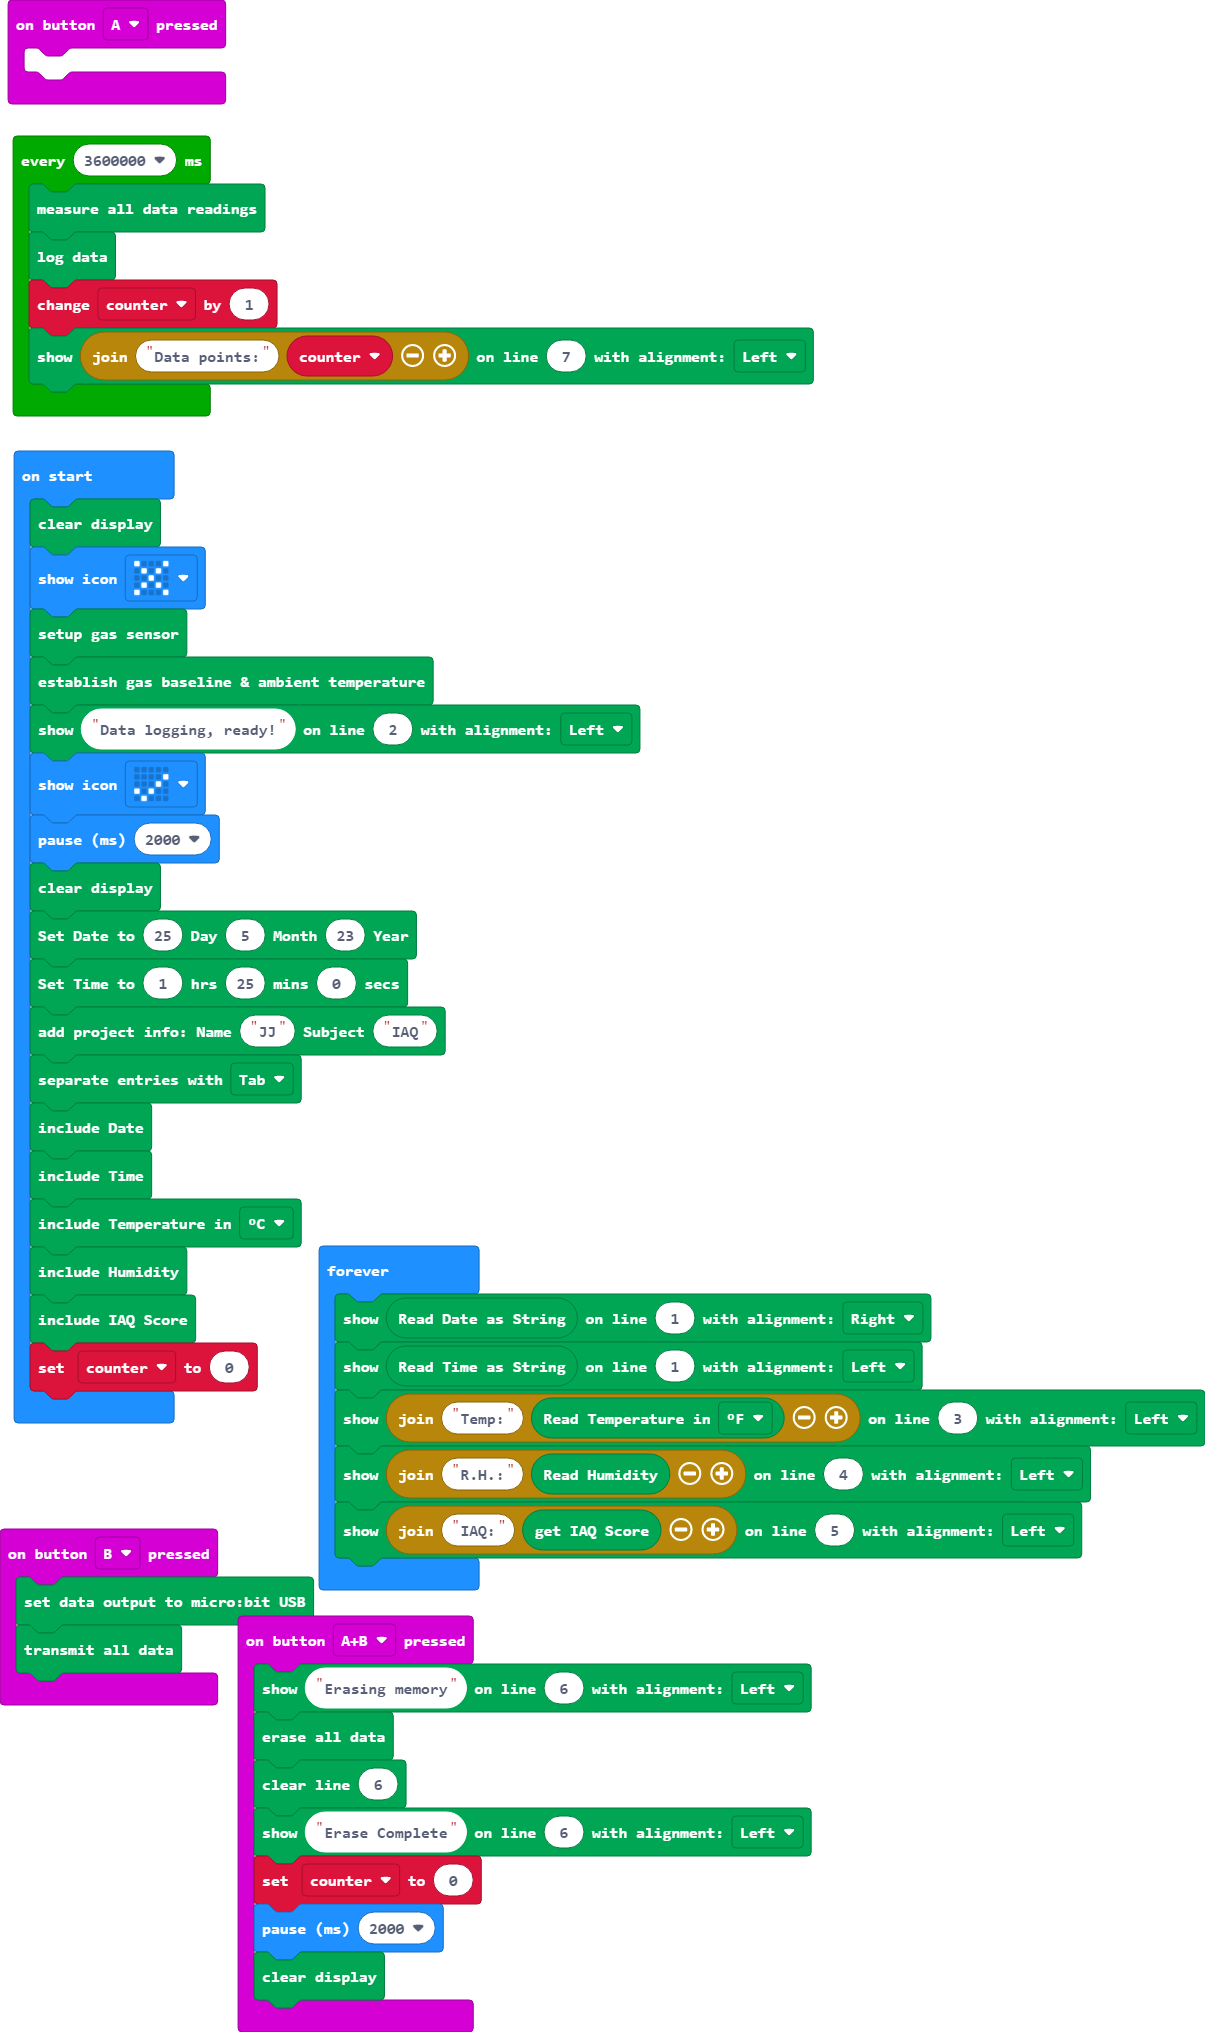 on button A pressed
every 3600000 ms
measure all data readings
log data
change counter by 1
show join "Data points:" counter on line 7 with alignment: Left
on start
clear display
show icon
setup gas sensor
establish gas baseline & ambient temperature
show "Data logging, ready!" on line 2 with alignment: Left
show icon
pause (ms) 2000
clear display
Set Date to 25 Day 5 Month 23 Year
Set Time to 1 hrs 25 mins 0 secs
add project info: Name "JJ" Subject "IAQ"
separate entries with Tab
include Date
include Time
include Temperature in ºC
include Humidity
include IAQ Score
set counter to 0
forever
show Read Date as String on line 1 with alignment: Right
show Read Time as String on line 1 with alignment: Left
show join "Temp:" Read Temperature in ºF on line 3 with alignment: Left
show join "R.H.:" Read Humidity on line 4 with alignment: Left
show join "IAQ:" get IAQ Score on line 5 with alignment: Left
on button B pressed
set data output to micro:bit USB
transmit all data
on button A+B pressed
show "Erasing memory" on line 6 with alignment: Left
erase all data
clear line 6
show "Erase Complete" on line 6 with alignment: Left
set counter to 0
pause (ms) 2000
clear display